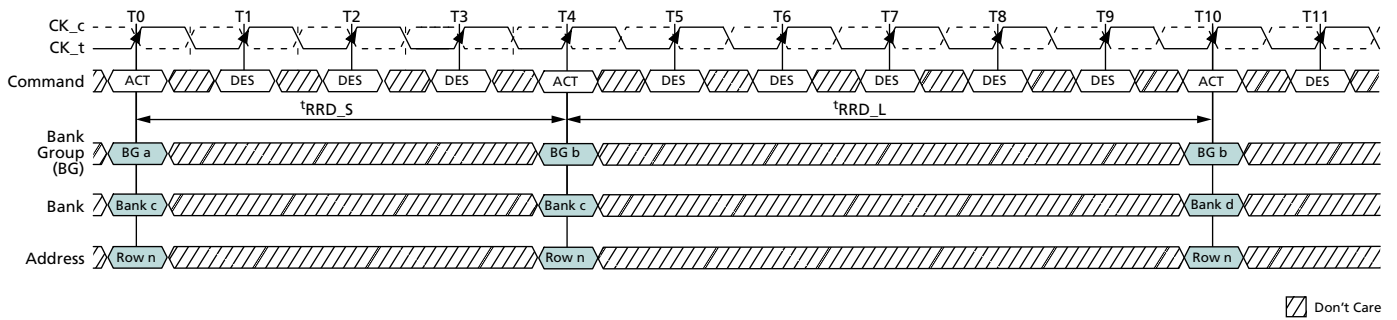 T0 T1 T2 T3 T4 T5 T6 T7 T8 T9 T10 T11
CK_c
CK_t
Command ACT DES DES DES ACT DES DES DES DES DES ACT DES
tRRD_S tRRD_L
Bank
Group
(BG)
BG a BG b BG b
Bank Bank c Bank c Bank d
Address Row n Row n Row n
Don't Care